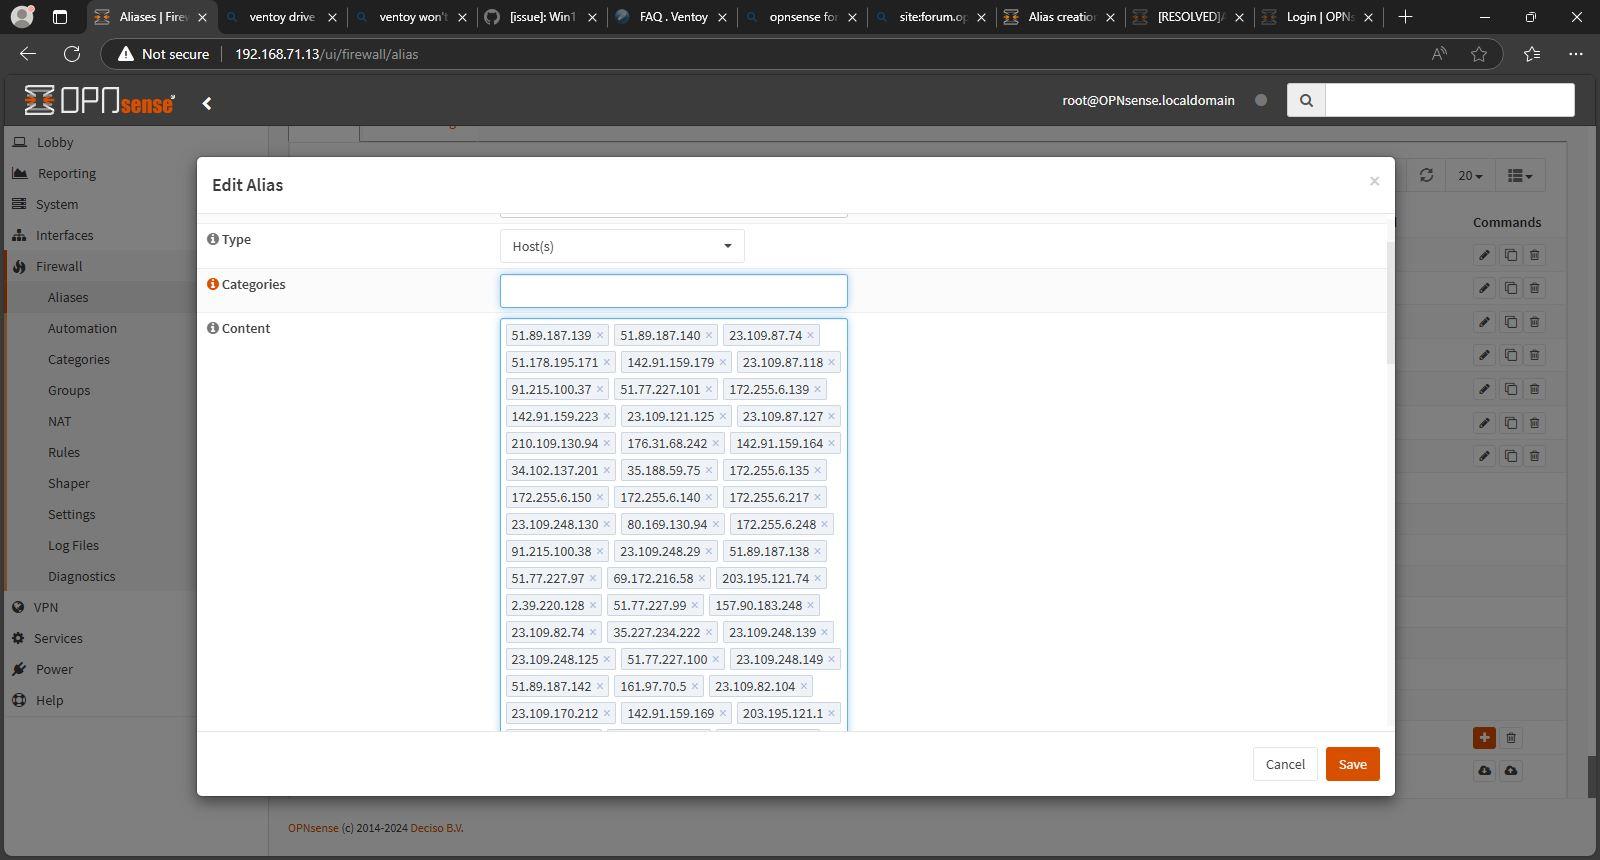 Aliases | Firew
ventoy drive
ventoy won't
[issue]: Win1
FAQ . Ventoy
opnsense for
site:forum.op
Alias creation
[RESOLVED]
Login | OPNs
Not secure
192.168.71.13/ui/firewall/alias
OPNsense
root@OPNsense.localdomain
Lobby
Reporting
System
Interfaces
Firewall
Aliases
Automation
Categories
Groups
NAT
Rules
Shaper
Settings
Log Files
Diagnostics
VPN
Services
Power
Help
20
Commands
Edit Alias
Type
Host(s)
Categories
Content
51.89.187.139 51.89.187.140 23.109.87.74
51.178.195.171 142.91.159.179 23.109.87.118
91.215.100.37 51.77.227.101 172.255.6.139
142.91.159.223 23.109.121.125 23.109.87.127
210.109.130.94 176.31.68.242 142.91.159.164
34.102.137.201 35.188.59.75 172.255.6.135
172.255.6.150 172.255.6.140 172.255.6.217
23.109.248.130 80.169.130.94 172.255.6.248
91.215.100.38 23.109.248.29 51.89.187.138
51.77.227.97 69.172.216.58 203.195.121.74
2.39.220.128 51.77.227.99 157.90.183.248
23.109.82.74 35.227.234.222 23.109.248.139
23.109.248.125 51.77.227.100 23.109.248.149
51.89.187.142 161.97.70.5 23.109.82.104
23.109.170.212 142.91.159.169 203.195.121.1
Cancel
Save
OPNsense (c) 2014-2024 Deciso B.V.